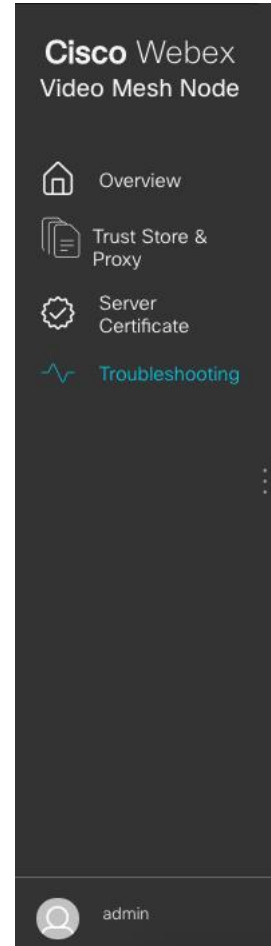 Cisco Webex
Video Mesh Node
Overview
Trust Store &
Proxy
Server
Certificate
Troubleshooting
admin